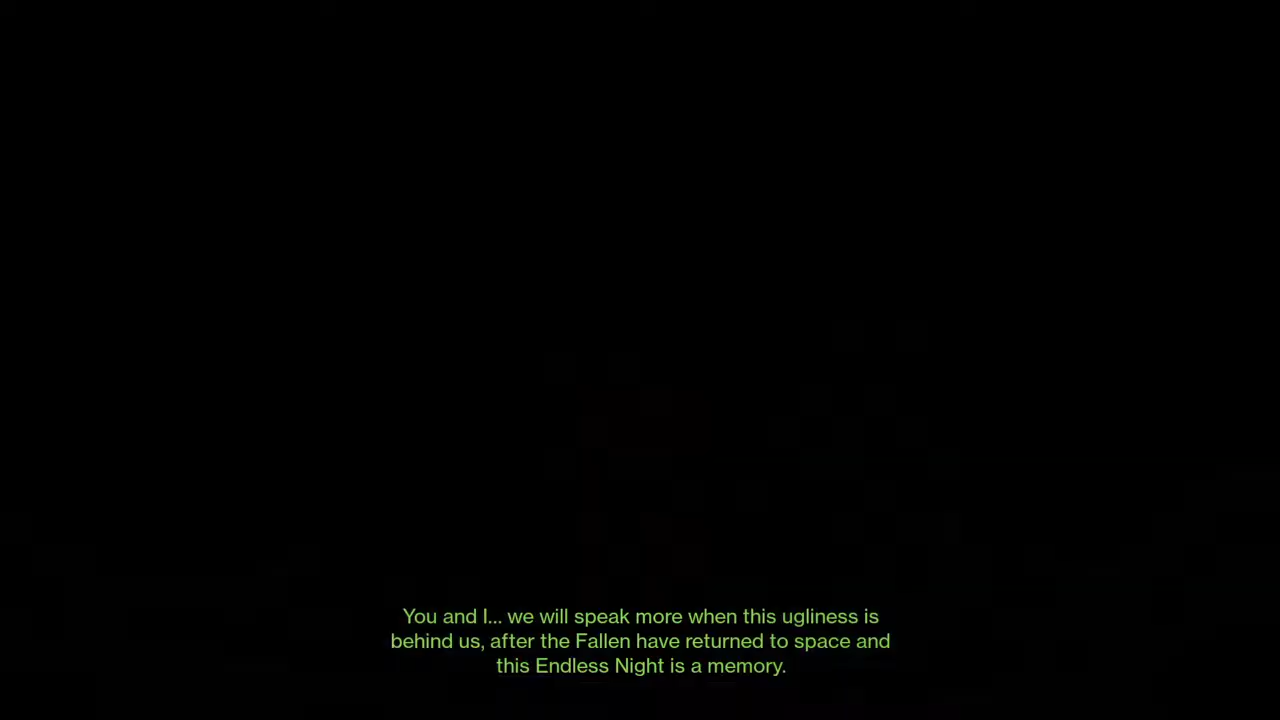 You and I... we will speak more when this ugliness is
behind us, after the Fallen have returned to space and
this Endless Night is a memory.